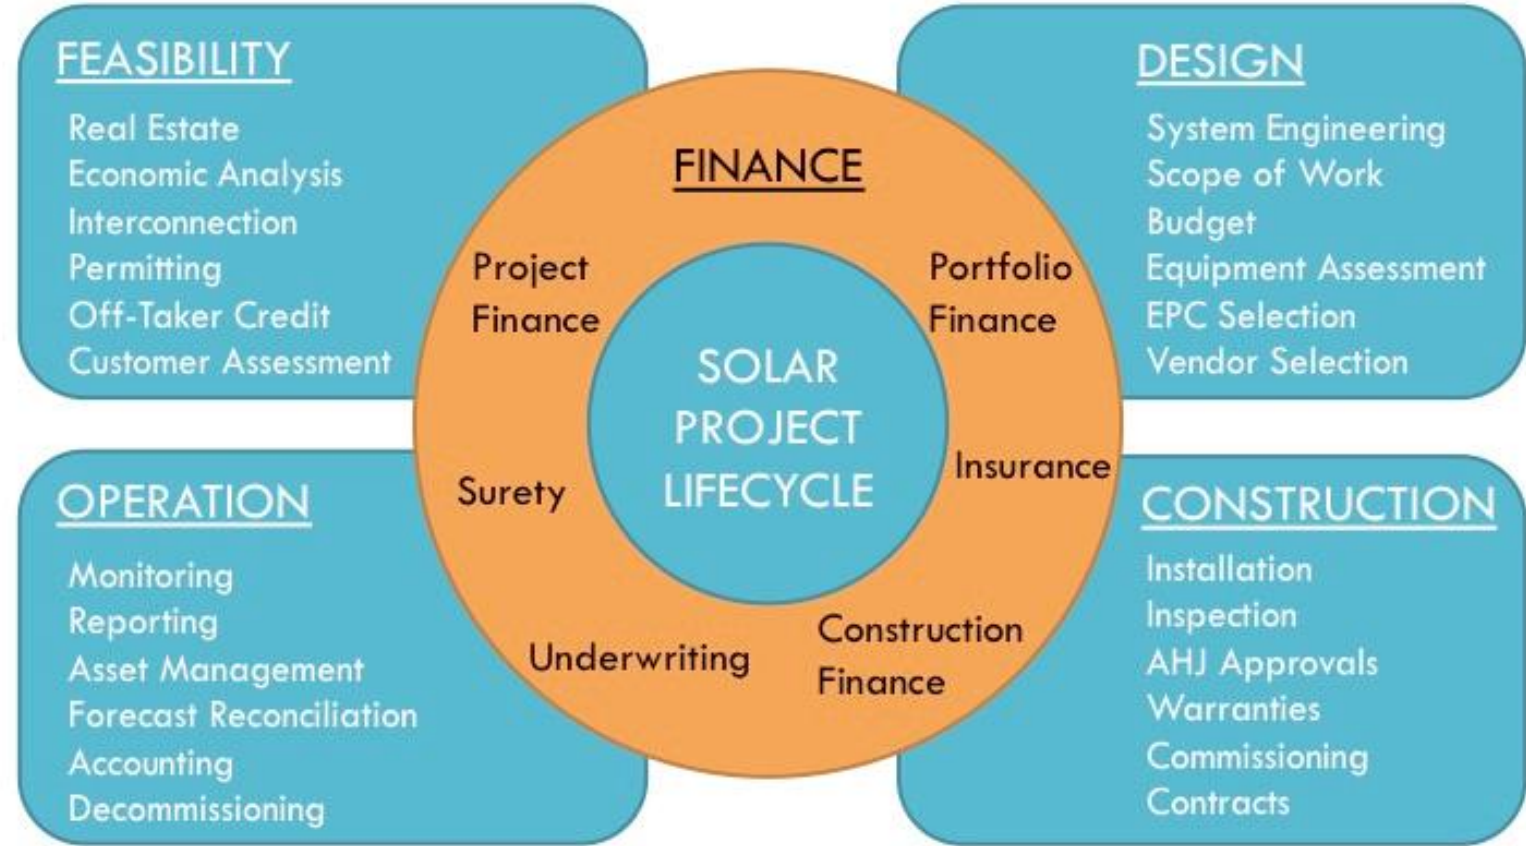 FEASIBILITY
Real Estate
Economic Analysis
Interconnection
Permitting
Off-Taker Credit
Customer Assessment
DESIGN
System Engineering
Scope of Work
Budget
Equipment Assessment
EPC Selection
Vendor Selection
FINANCE
Project
Finance
Portfolio
Finance
Surety
Insurance
Underwriting
Construction
Finance
SOLAR
PROJECT
LIFECYCLE
OPERATION
Monitoring
Reporting
Asset Management
Forecast Reconciliation
Accounting
Decommissioning
CONSTRUCTION
Installation
Inspection
AHJ Approvals
Warranties
Commissioning
Contracts